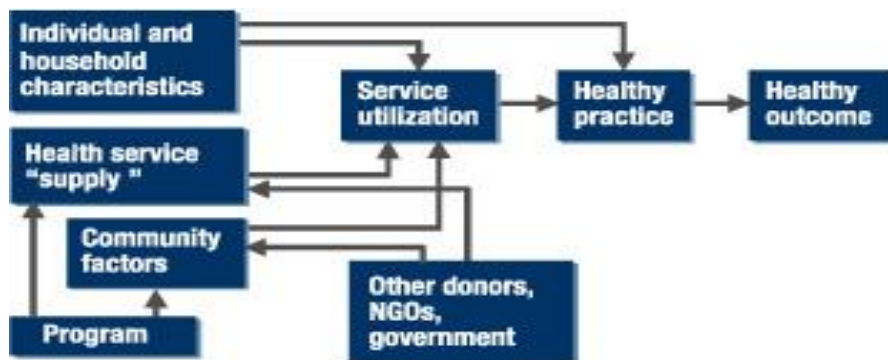 Individual and
household
characteristics
Service
utilization
Healthy
practice
Healthy
outcome
Health service
“supply ”
Community
factors
Other donors,
NGOs,
government
Program